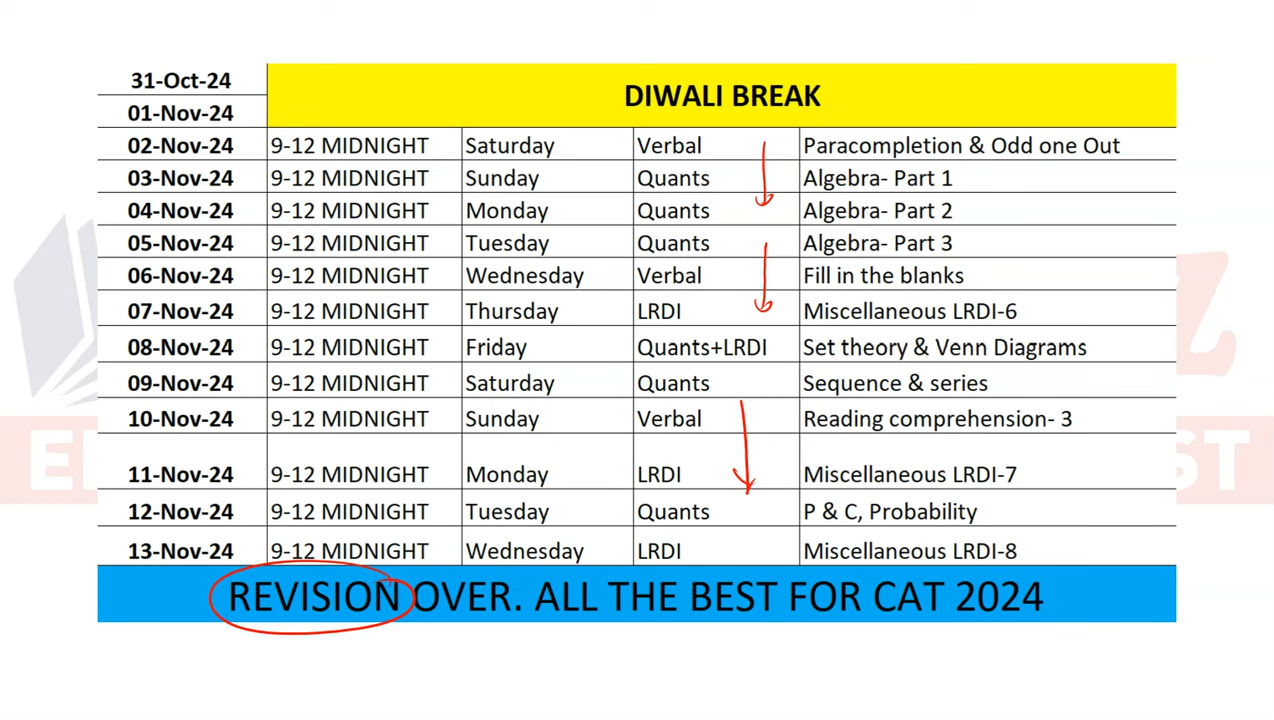 31-Oct-24
DIWALI BREAK
01-Nov-24
02-Nov-24 9-12 MIDNIGHT Saturday Verbal Paracompletion & Odd one Out
03-Nov-24 9-12 MIDNIGHT Sunday Quants Algebra- Part 1
04-Nov-24 9-12 MIDNIGHT Monday Quants Algebra- Part 2
05-Nov-24 9-12 MIDNIGHT Tuesday Quants Algebra- Part 3
06-Nov-24 9-12 MIDNIGHT Wednesday Verbal Fill in the blanks
07-Nov-24 9-12 MIDNIGHT Thursday LRDI Miscellaneous LRDI-6
08-Nov-24 9-12 MIDNIGHT Friday Quants+LRDI Set theory & Venn Diagrams
09-Nov-24 9-12 MIDNIGHT Saturday Quants Sequence & series
10-Nov-24 9-12 MIDNIGHT Sunday Verbal Reading comprehension- 3
11-Nov-24 9-12 MIDNIGHT Monday LRDI Miscellaneous LRDI-7
12-Nov-24 9-12 MIDNIGHT Tuesday Quants P & C, Probability
13-Nov-24 9-12 MIDNIGHT Wednesday LRDI Miscellaneous LRDI-8
REVISION OVER. ALL THE BEST FOR CAT 2024